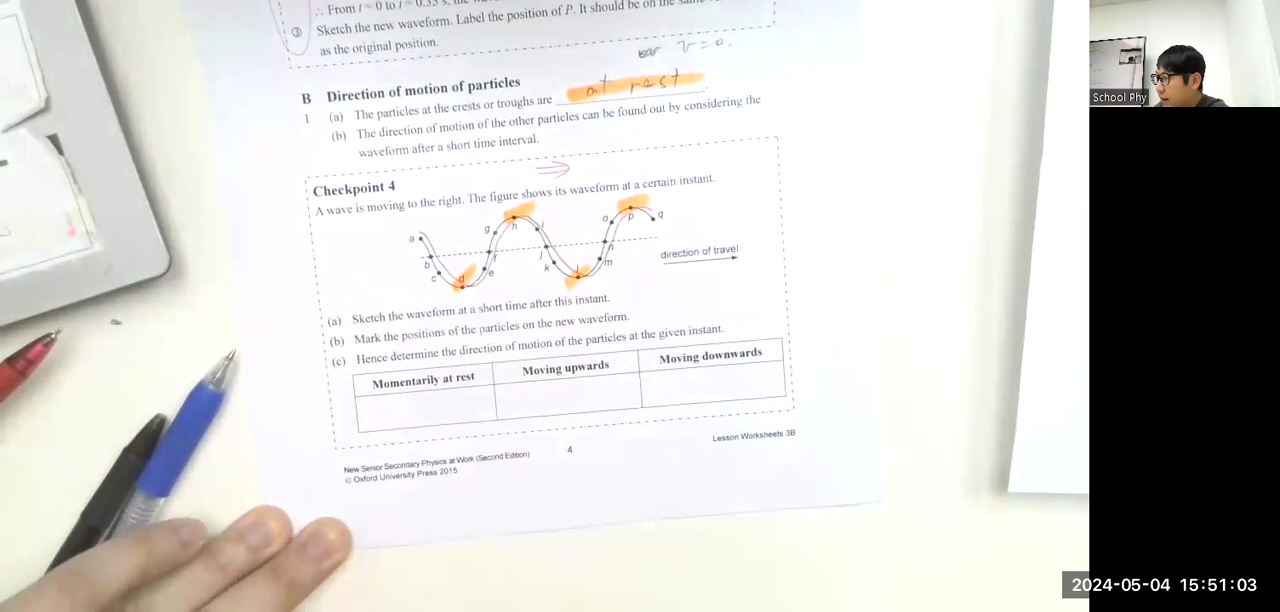 ∴ From t = 0 to t = 0.35 s, the
③ Sketch the new waveform. Label the position of P. It should be on the same
as the original position.
v = 0.
B Direction of motion of particles
1 (a) The particles at the crests or troughs are at rest.
(b) The direction of motion of the other particles can be found out by considering the
waveform after a short time interval.
Checkpoint 4
A wave is moving to the right. The figure shows its waveform at a certain instant.
a b c d e f g h i j k l m n o p q
direction of travel
(a) Sketch the waveform at a short time after this instant.
(b) Mark the positions of the particles on the new waveform.
(c) Hence determine the direction of motion of the particles at the given instant.
Momentarily at rest Moving upwards Moving downwards
New Senior Secondary Physics at Work (Second Edition)
© Oxford University Press 2015
4
Lesson Worksheets 3B
School Phy
2024-05-04 15:51:03